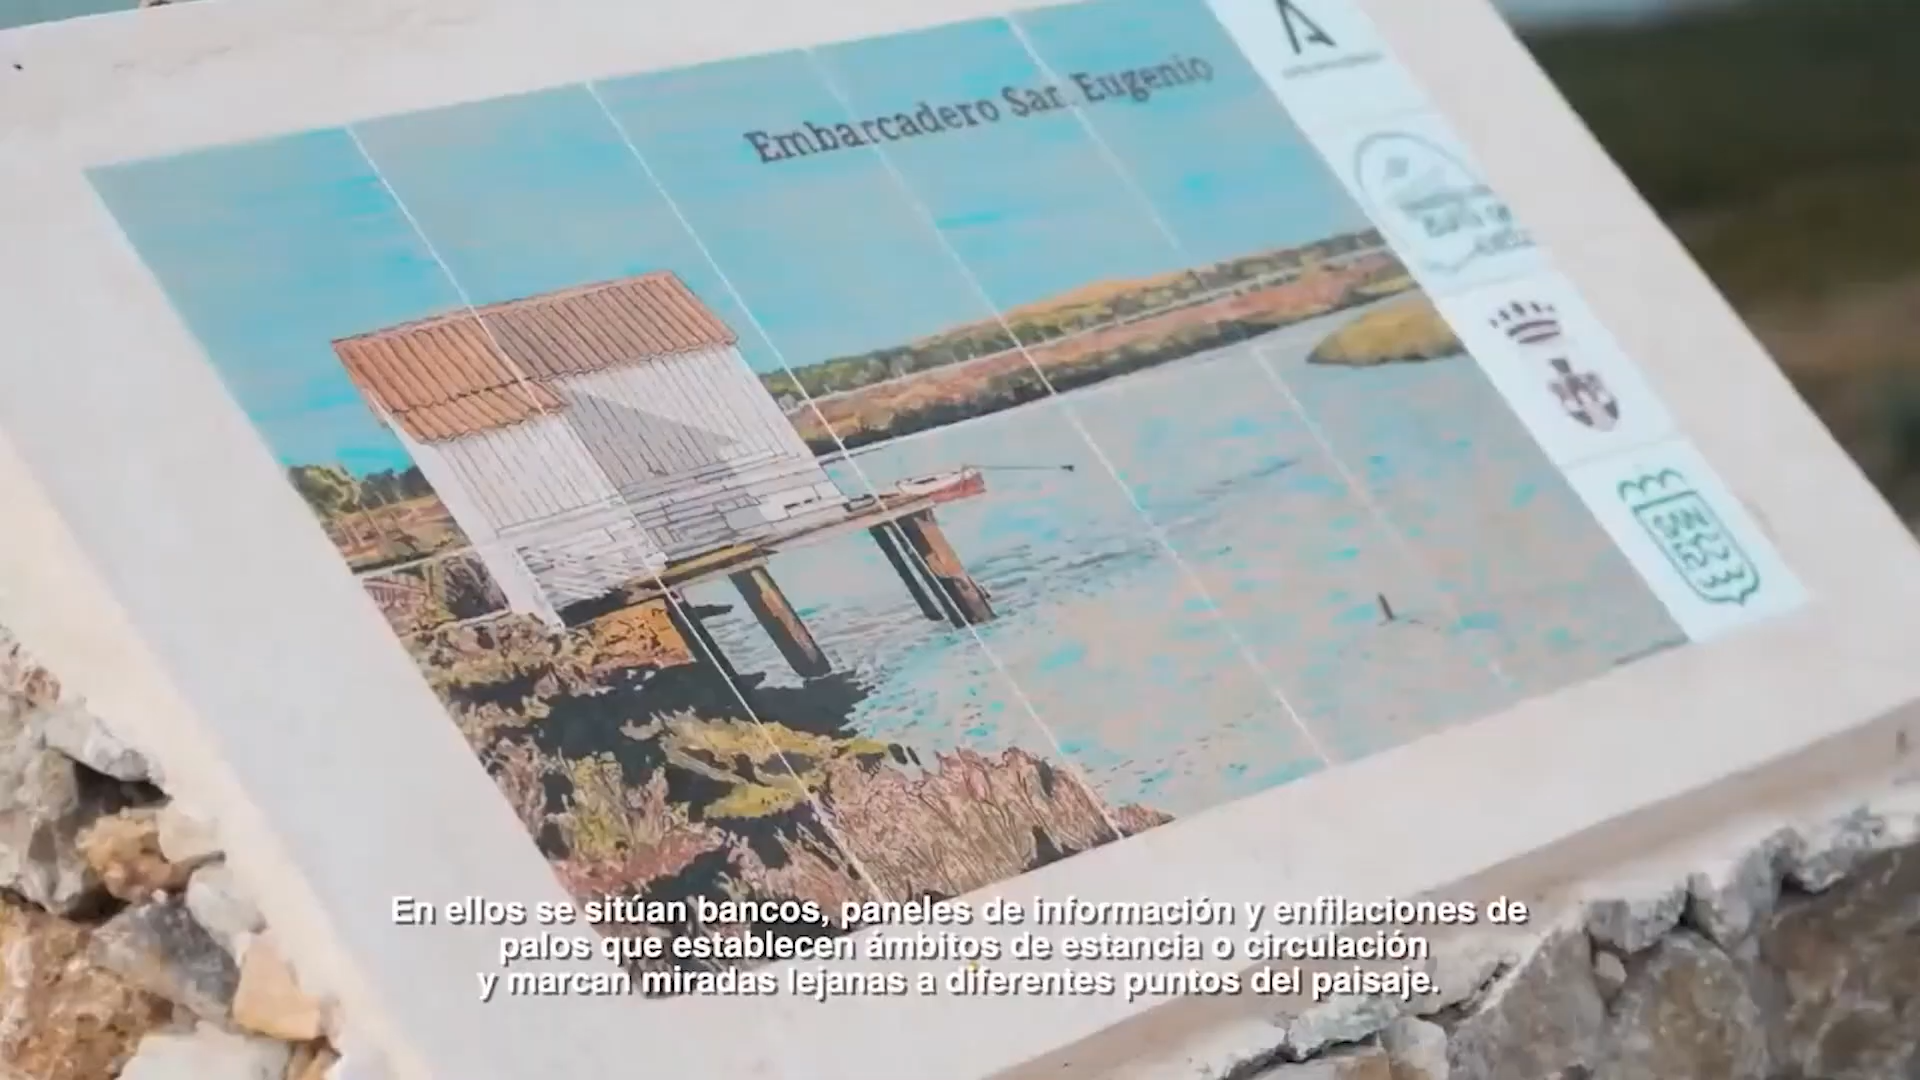 Embarcadero San Eugenio
En ellos se sitúan bancos, paneles de información y enfilaciones de
palos que establecen ámbitos de estancia o circulación
y marcan miradas lejanas a diferentes puntos del paisaje.